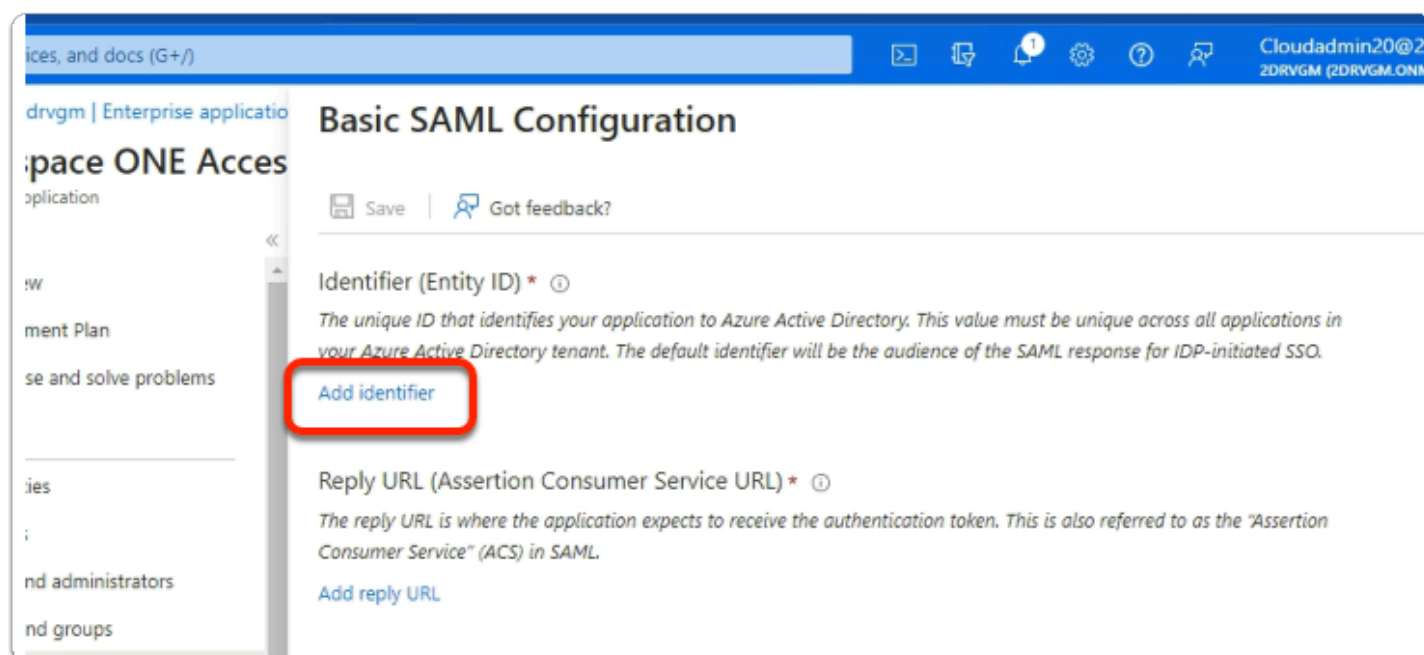 ices, and docs (G+/)
1
Cloudadmin20@2
2DRVGM (2DRVGM.ONM
drvgm | Enterprise applicatio
space ONE Acces
pplication
Basic SAML Configuration
Save
Got feedback?
«
Identifier (Entity ID) *
The unique ID that identifies your application to Azure Active Directory. This value must be unique across all applications in
your Azure Active Directory tenant. The default identifier will be the audience of the SAML response for IDP-initiated SSO.
Add identifier
ew
ment Plan
se and solve problems
Reply URL (Assertion Consumer Service URL) *
The reply URL is where the application expects to receive the authentication token. This is also referred to as the "Assertion
Consumer Service" (ACS) in SAML.
Add reply URL
ties
s
nd administrators
nd groups